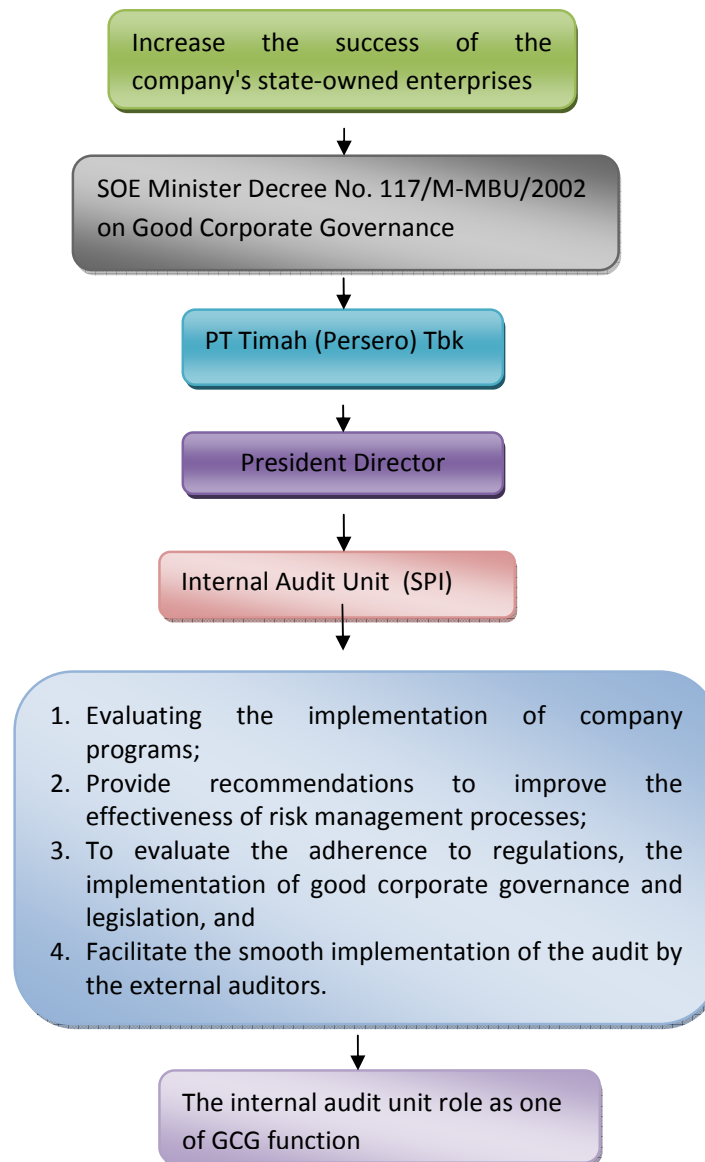 Increase the success of the
company's state-owned enterprises
SOE Minister Decree No. 117/M-MBU/2002
on Good Corporate Governance
PT Timah (Persero) Tbk
President Director
Internal Audit Unit (SPI)
1. Evaluating the implementation of company
programs;
2. Provide recommendations to improve the
effectiveness of risk management processes;
3. To evaluate the adherence to regulations, the
implementation of good corporate governance and
legislation, and
4. Facilitate the smooth implementation of the audit by
the external auditors.
The internal audit unit role as one
of GCG function